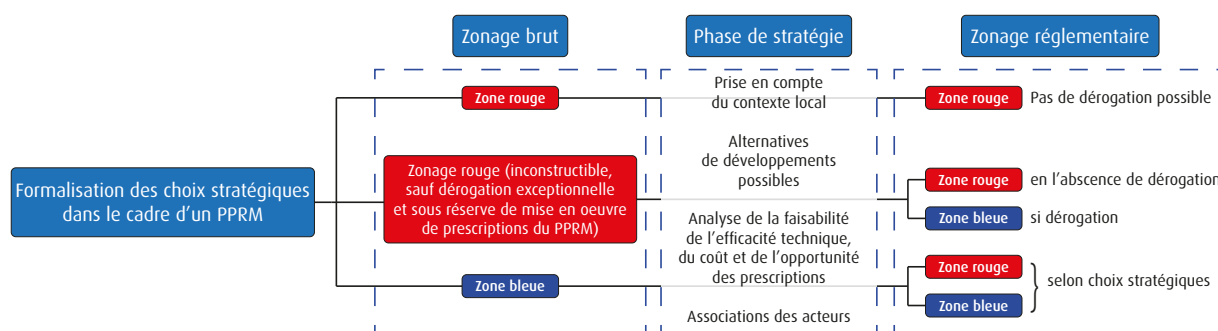 Zonage brut
Phase de stratégie
Zonage réglementaire
Formalisation des choix stratégiques
dans le cadre d'un PPRM
Zone rouge
Zonage rouge (inconstructible,
sauf dérogation exceptionnelle
et sous réserve de mise en oeuvre
de prescriptions du PPRM)
Zone bleue
Prise en compte
du contexte local
Alternatives
de développements
possibles
Analyse de la faisabilité
de l'efficacité technique,
du coût et de l'opportunité
des prescriptions
Associations des acteurs
Zone rouge Pas de dérogation possible
Zone rouge en l'abscence de dérogation
Zone bleue si dérogation
Zone rouge
selon choix stratégiques
Zone bleue